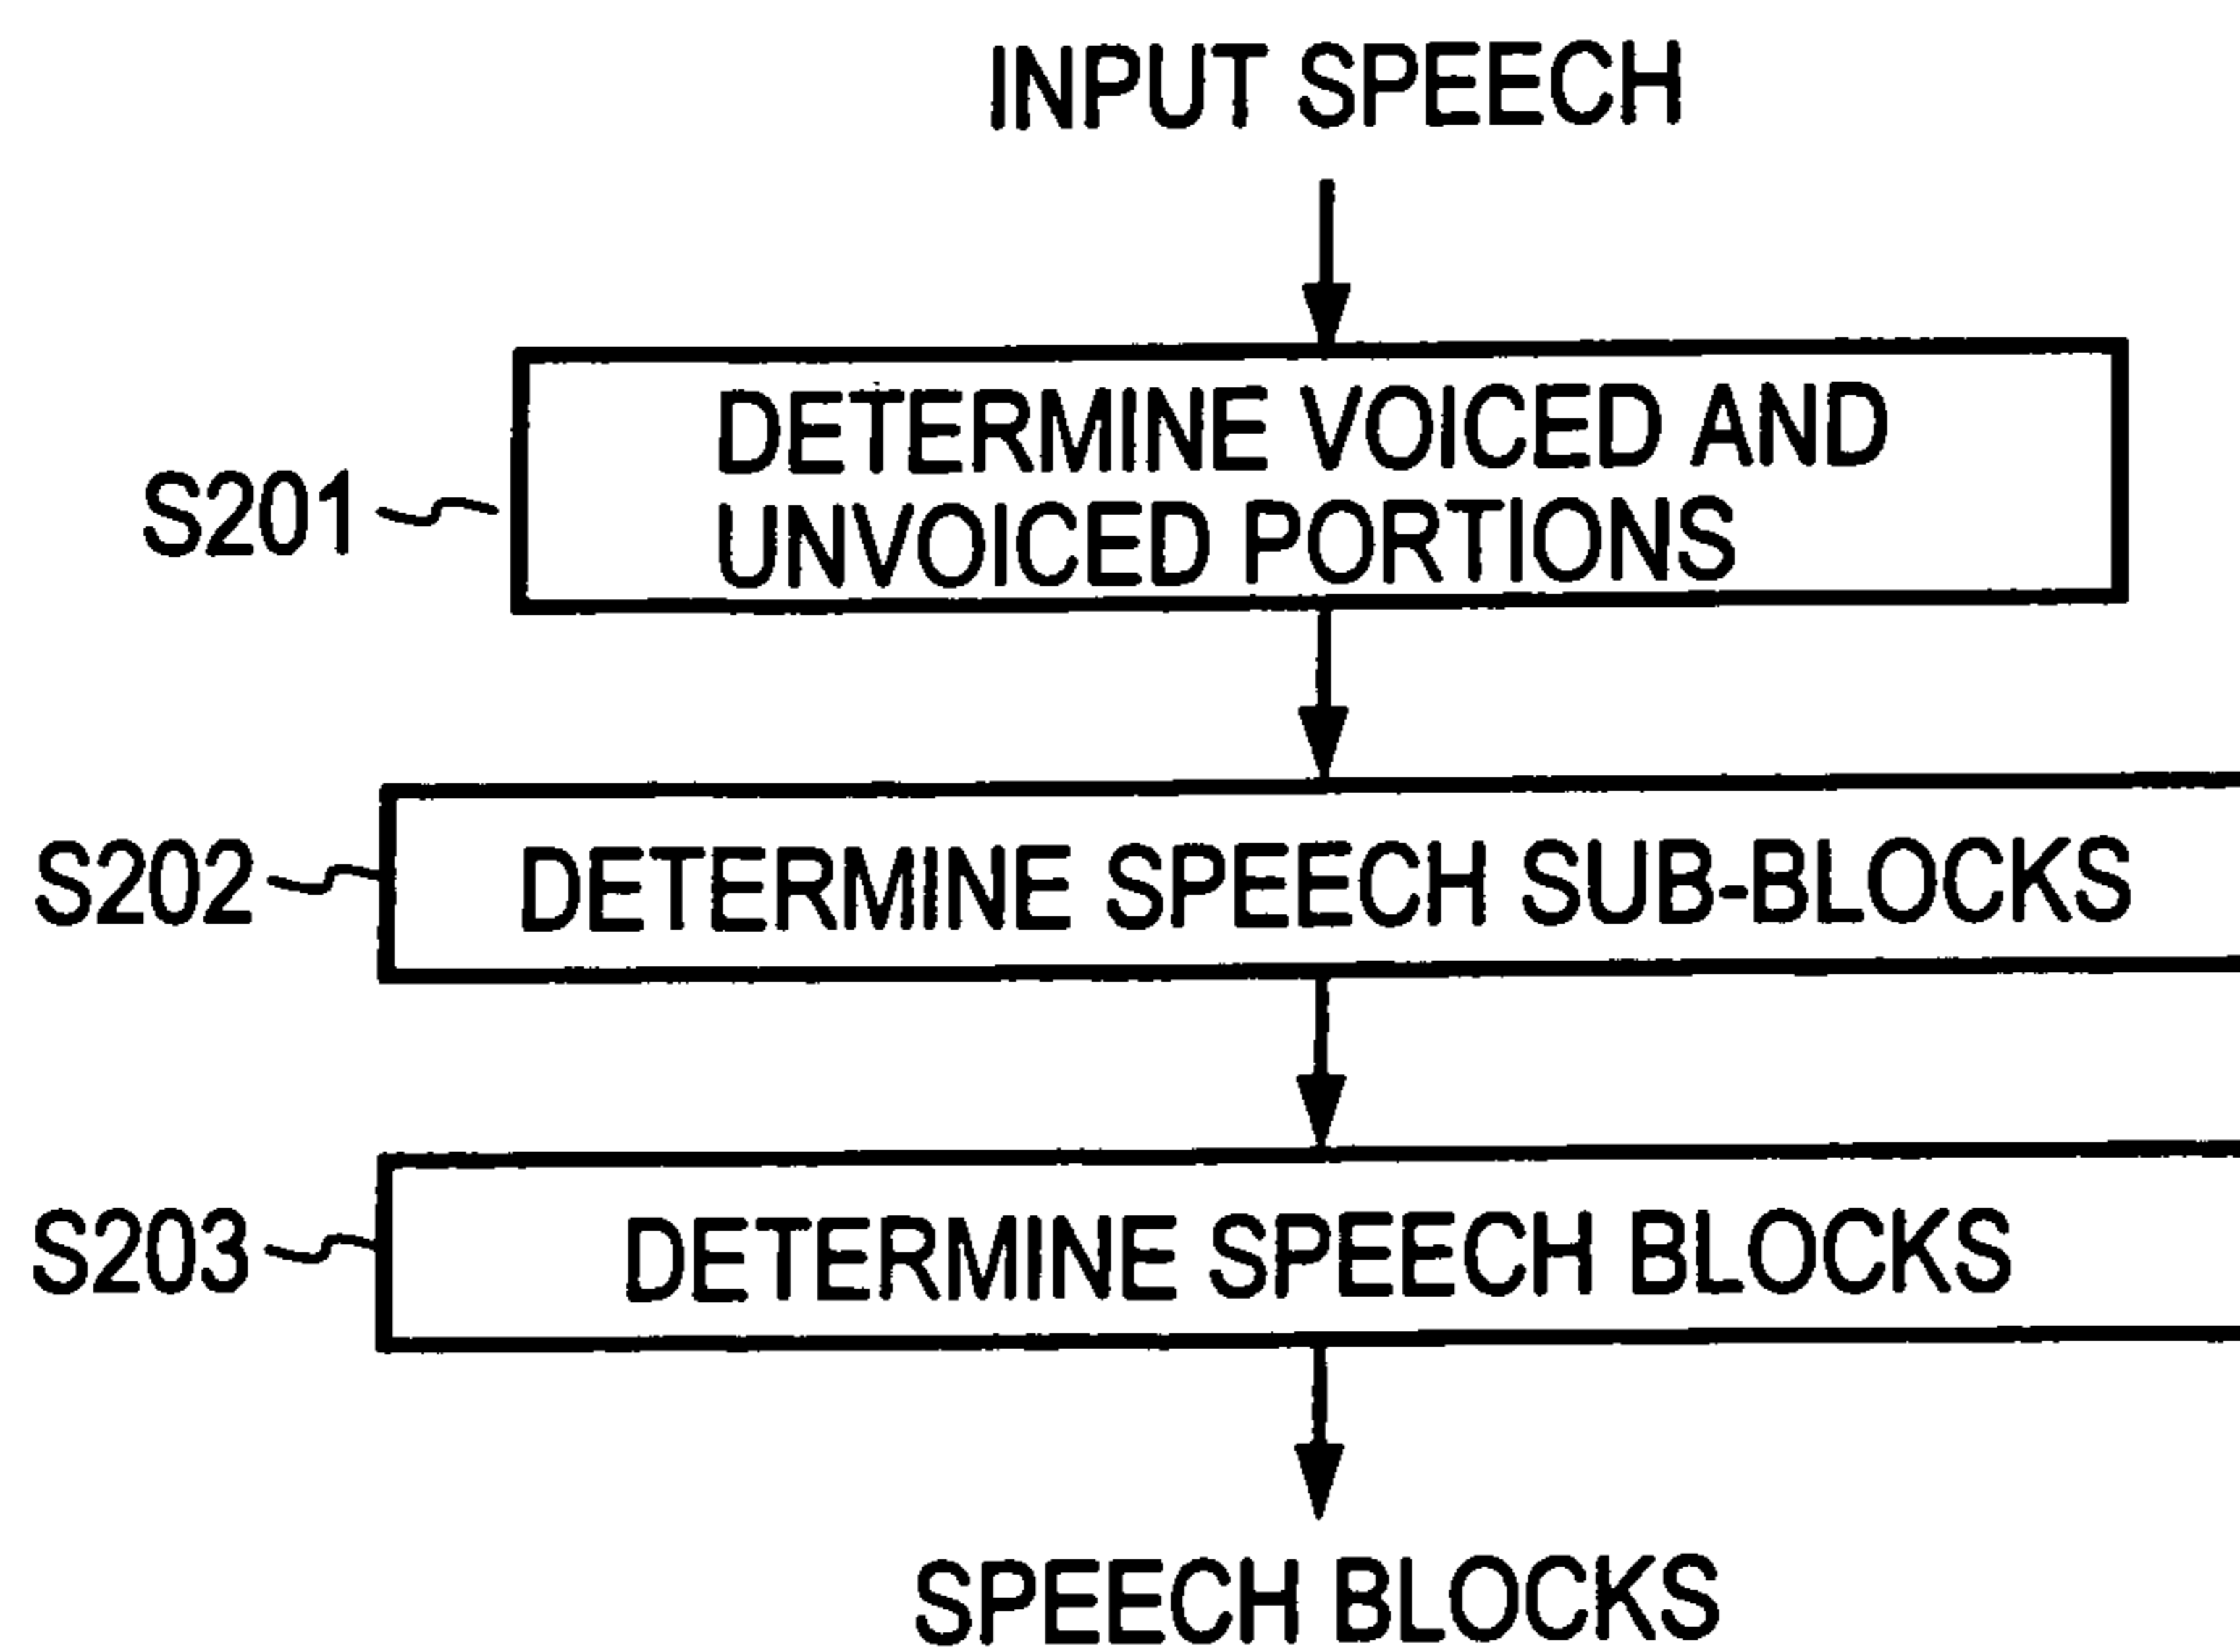 INPUT SPEECH
DETERMINE VOICED AND
UNVOICED PORTIONS
S201
S202
DETERMINE SPEECH SUB-BLOCKS
S203
DETERMINE SPEECH BLOCKS
SPEECH BLOCKS